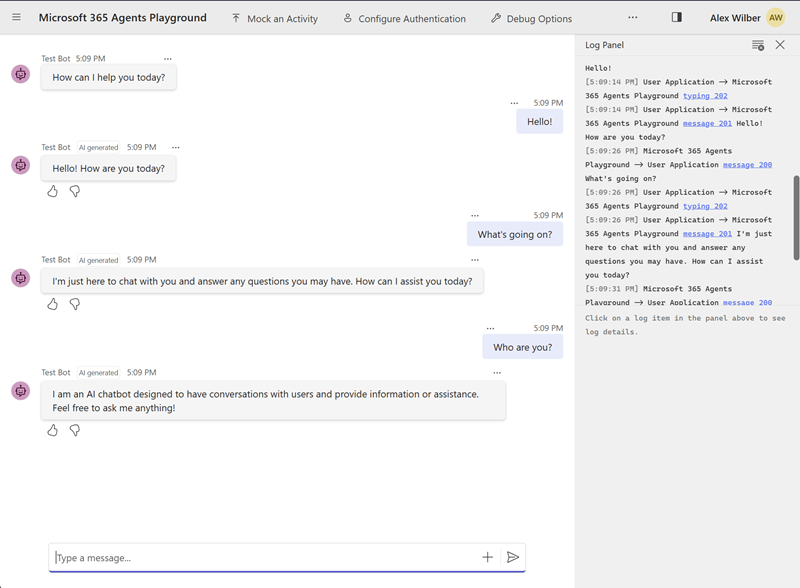 Microsoft 365 Agents Playground
Mock an Activity
Configure Authentication
Debug Options
Alex Wilber
AW
Test Bot 5:09 PM
How can I help you today?
5:09 PM
Hello!
Test Bot AI generated 5:09 PM
Hello! How are you today?
5:09 PM
What's going on?
Test Bot AI generated 5:09 PM
I'm just here to chat with you and answer any questions you may have. How can I assist you today?
5:09 PM
Who are you?
Test Bot AI generated 5:09 PM
I am an AI chatbot designed to have conversations with users and provide information or assistance.
Feel free to ask me anything!
Type a message...
Log Panel
Hello!
[5:09:14 PM] User Application → Microsoft
365 Agents Playground typing 202
[5:09:14 PM] User Application → Microsoft
365 Agents Playground message 201 Hello!
How are you today?
[5:09:26 PM] Microsoft 365 Agents
Playground → User Application message 200
What's going on?
[5:09:26 PM] User Application → Microsoft
365 Agents Playground typing 202
[5:09:26 PM] User Application → Microsoft
365 Agents Playground message 201 I'm just
here to chat with you and answer any
questions you may have. How can I assist
you today?
[5:09:31 PM] Microsoft 365 Agents
Playground → User Application message 200
Click on a log item in the panel above to see
log details.